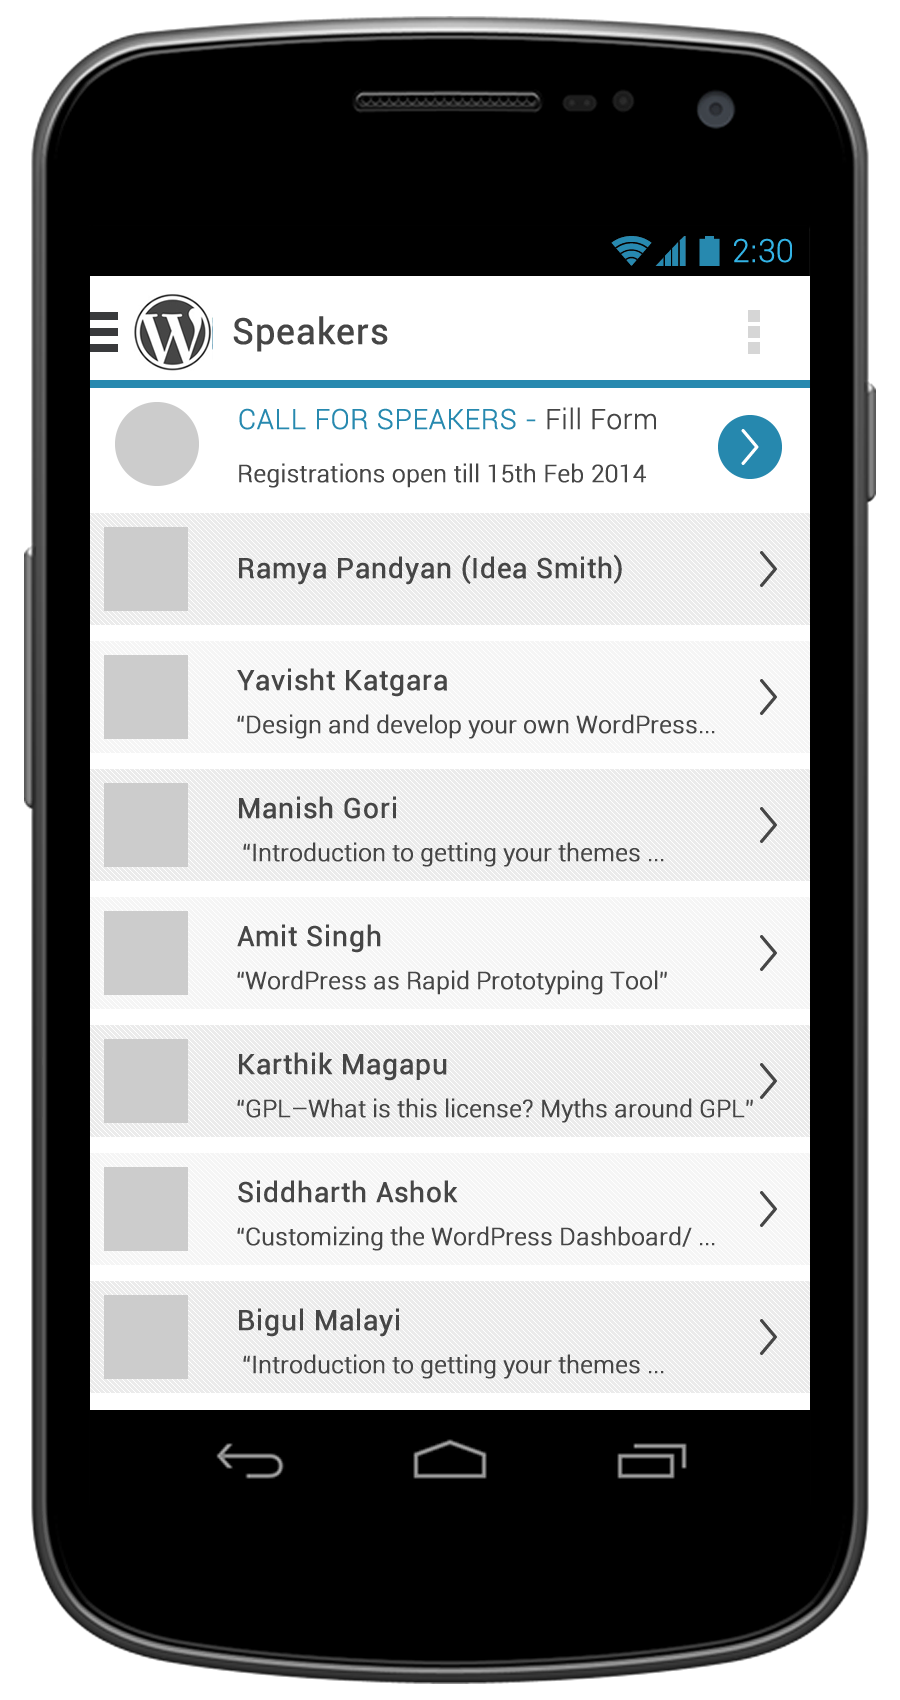 2:30
Speakers
CALL FOR SPEAKERS - Fill Form
Registrations open till 15th Feb 2014
Ramya Pandyan (Idea Smith)
Yavisht Katgara
“Design and develop your own WordPress...
Manish Gori
“Introduction to getting your themes ...
Amit Singh
“WordPress as Rapid Prototyping Tool”
Karthik Magapu
“GPL–What is this license? Myths around GPL”
Siddharth Ashok
“Customizing the WordPress Dashboard/ ...
Bigul Malayi
“Introduction to getting your themes ...